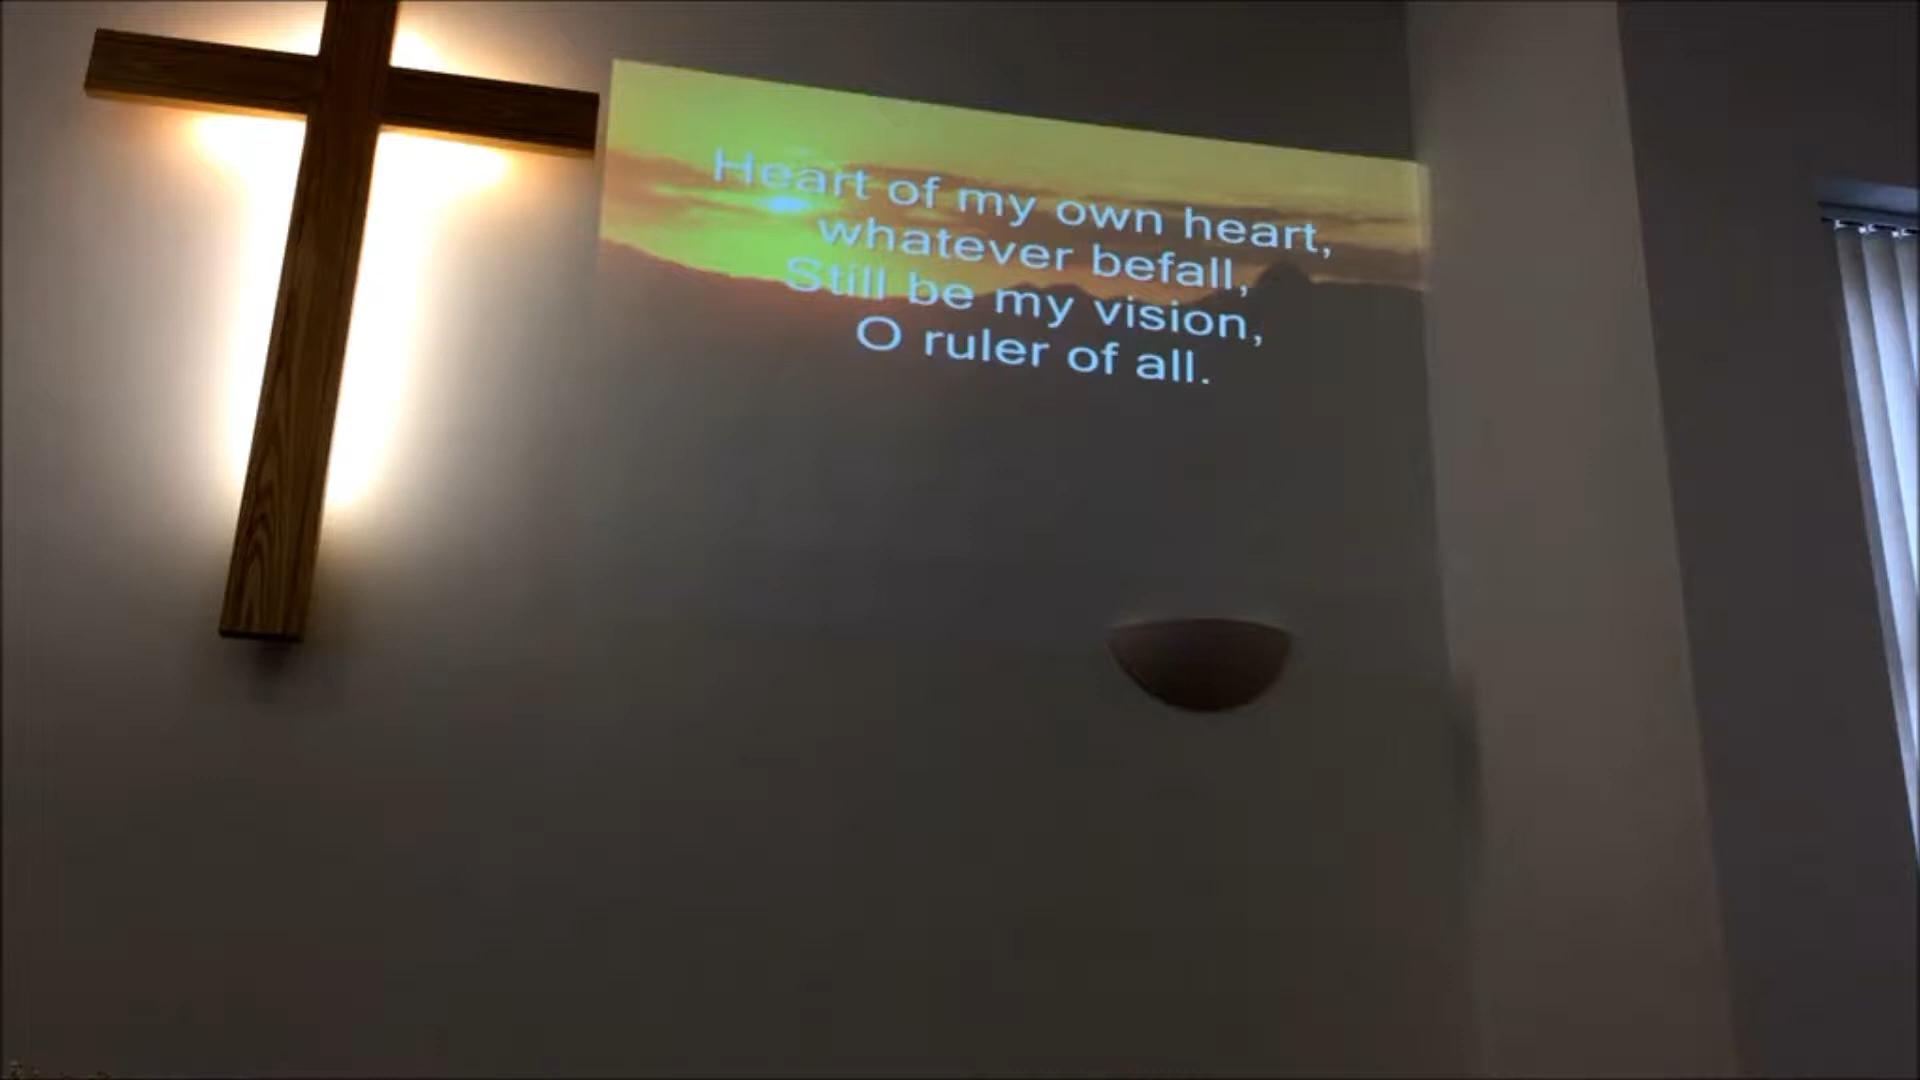 Heart of my own heart,
whatever befall,
Still be my vision,
O ruler of all.